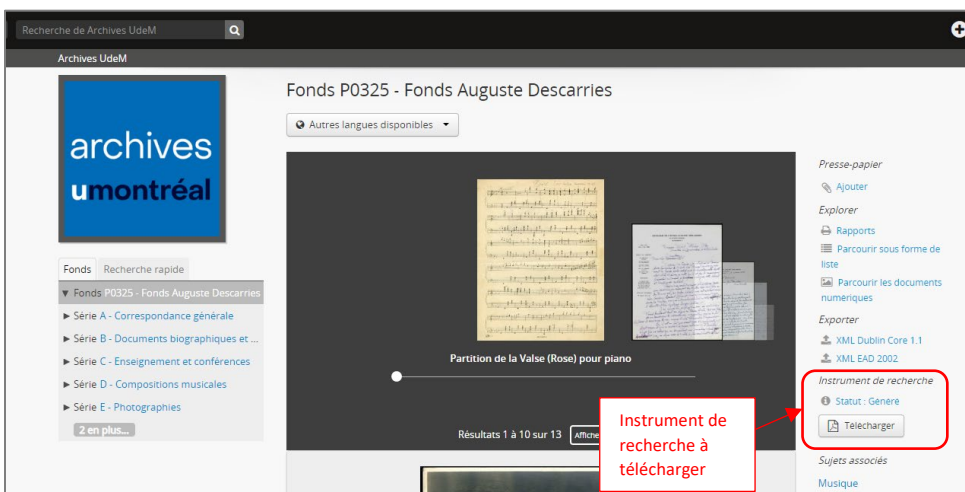 Recherche de Archives UdeM
Archives UdeM
archives
umontréal
Fonds Recherche rapide
▼ Fonds P0325 - Fonds Auguste Descarries
► Série A - Correspondance générale
► Série B - Documents biographiques et ...
► Série C - Enseignement et conférences
► Série D - Compositions musicales
► Série E - Photographies
2 en plus...
Fonds P0325 - Fonds Auguste Descarries
Autres langues disponibles
Partition de la Valse (Rose) pour piano
Résultats 1 à 10 sur 13
Affiche
Instrument de
recherche à
télécharger
Presse-papier
Ajouter
Explorer
Rapports
Parcourir sous forme de
liste
Parcourir les documents
numériques
Exporter
XML Dublin Core 1.1
XML EAD 2002
Instrument de recherche
Statut : Généré
Télécharger
Sujets associés
Musique